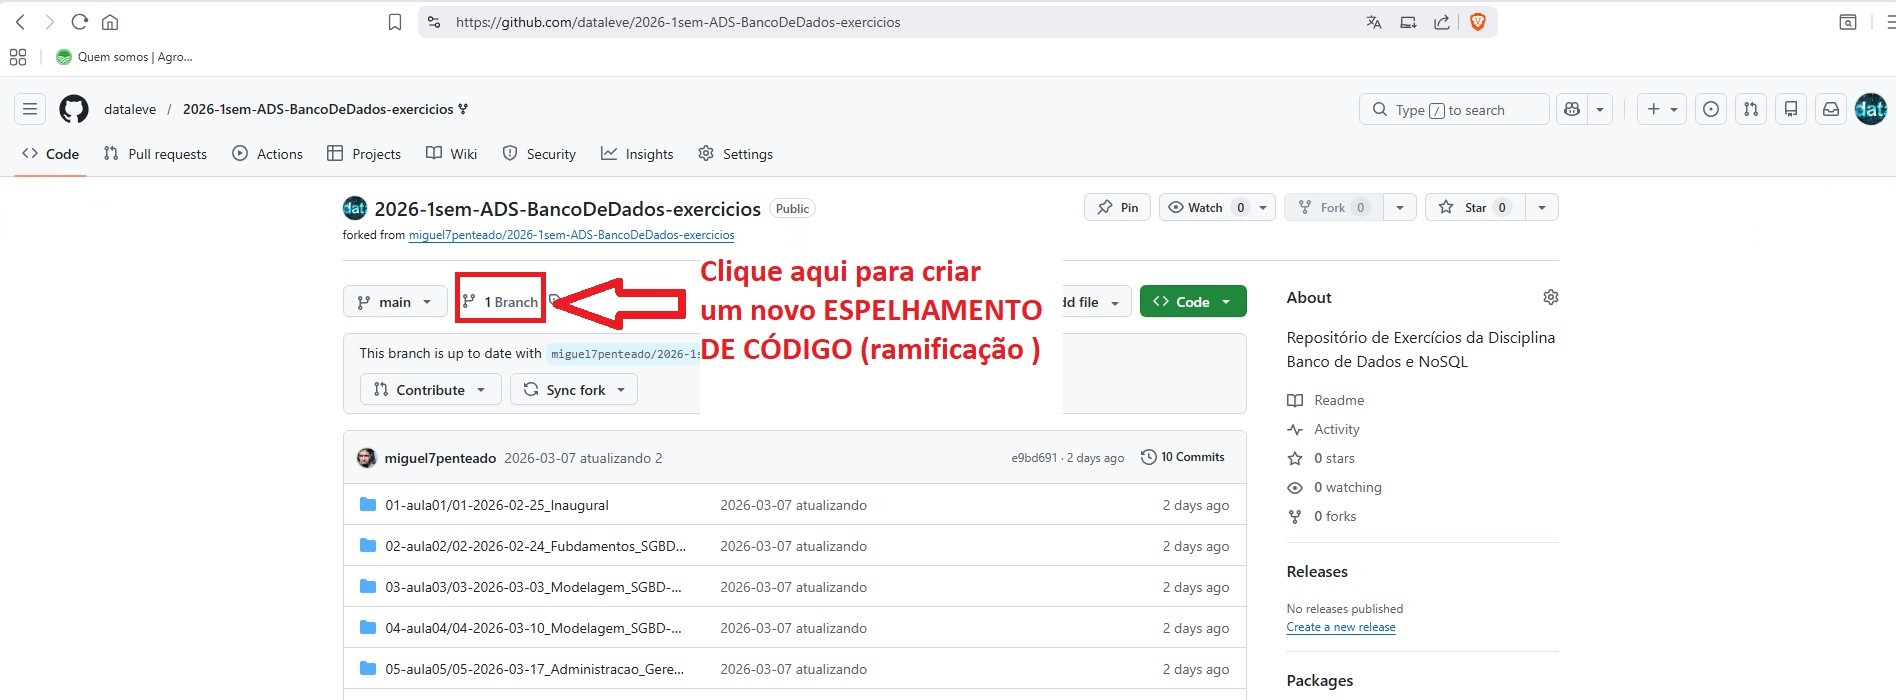 https://github.com/dataleve/2026-1sem-ADS-BancoDeDados-exercicios
Quem somos | Agro...
dataleve / 2026-1sem-ADS-BancoDeDados-exercicios
Type / to search
dat
Code Pull requests Actions Projects Wiki Security Insights Settings
dat 2026-1sem-ADS-BancoDeDados-exercicios Public
Pin Watch 0 Fork 0 Star 0
forked from miguel7penteado/2026-1sem-ADS-BancoDeDados-exercicios
Clique aqui para criar
um novo ESPELHAMENTO
DE CÓDIGO (ramificação )
main 1 Branch
dd file Code
This branch is up to date with miguel7penteado/2026-1s
Contribute Sync fork
miguel7penteado 2026-03-07 atualizando 2 e9bd691 · 2 days ago 10 Commits
01-aula01/01-2026-02-25_Inaugural 2026-03-07 atualizando 2 days ago
02-aula02/02-2026-02-24_Fubdamentos_SGBD... 2026-03-07 atualizando 2 days ago
03-aula03/03-2026-03-03_Modelagem_SGBD-... 2026-03-07 atualizando 2 days ago
04-aula04/04-2026-03-10_Modelagem_SGBD-... 2026-03-07 atualizando 2 days ago
05-aula05/05-2026-03-17_Administracao_Gere... 2026-03-07 atualizando 2 days ago
About
Repositório de Exercícios da Disciplina
Banco de Dados e NoSQL
Readme
Activity
0 stars
0 watching
0 forks
Releases
No releases published
Create a new release
Packages